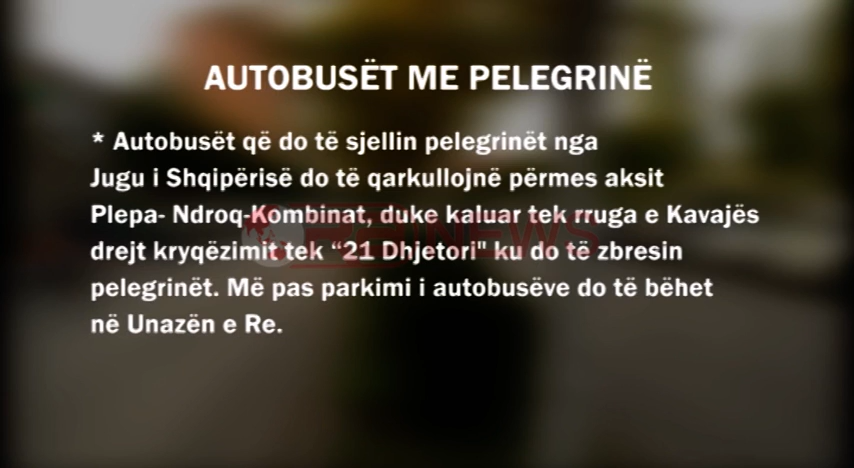 AUTOBUSËT ME PELEGRINË
* Autobusët që do të sjellin pelegrinët nga
Jugu i Shqipërisë do të qarkullojnë përmes aksit
Plepa- Ndroq-Kombinat, duke kaluar tek rruga e Kavajës
drejt kryqëzimit tek “21 Dhjetori" ku do të zbresin
pelegrinët. Më pas parkimi i autobusëve do të bëhet
në Unazën e Re.
NEWS